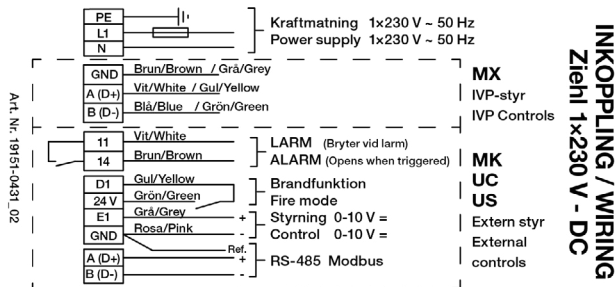 PE
L1
N
Kraftmatning 1×230 V ~ 50 Hz
Power supply 1×230 V ~ 50 Hz
GND Brun/Brown / Grå/Grey
A (D+) Vit/White / Gul/Yellow
B (D-) Blå/Blue / Grön/Green
MX
IVP-styr
IVP Controls
11 Vit/White
14 Brun/Brown
LARM (Bryter vid larm)
ALARM (Opens when triggered)
D1 Gul/Yellow
24 V Grön/Green
Brandfunktion
Fire mode
E1 Grå/Grey + Styrning 0-10 V =
GND Rosa/Pink - Control 0-10 V =
Ref.
A (D+) +
B (D-) -
RS-485 Modbus
MK
UC
US
Extern styr
External
controls
INKOPPLING / WIRING
Ziehl 1×230 V - DC
Art. Nr. 19151-0431_02